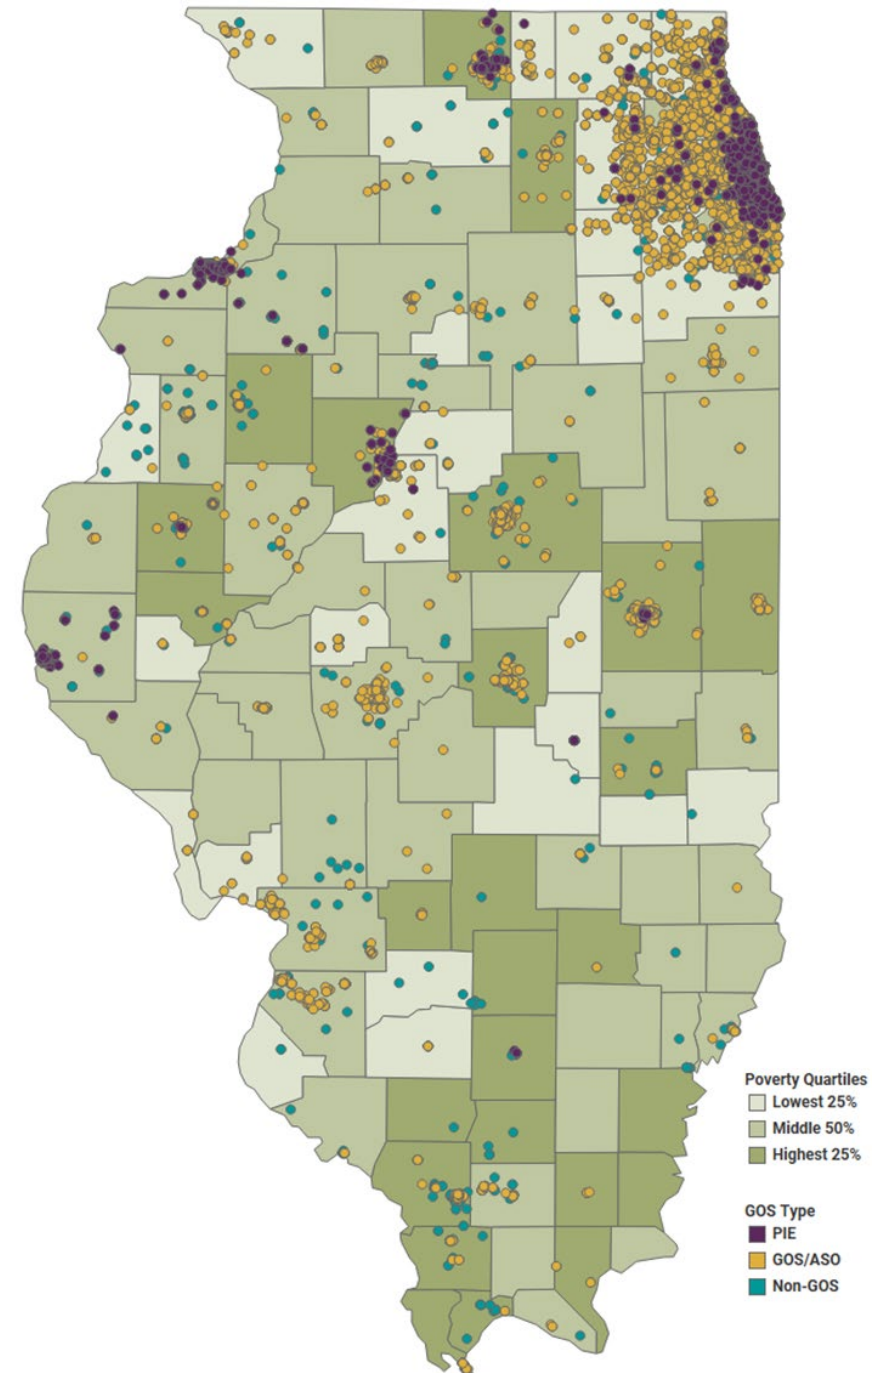 Poverty Quartiles
Lowest 25%
Middle 50%
Highest 25%
GOS Type
PIE
GOS/ASO
Non-GOS